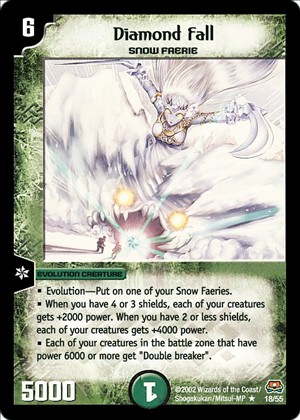 6
Diamond Fall
SNOW FAERIE
EVOLUTION CREATURE
▪ Evolution—Put on one of your Snow Faeries.
▪ When you have 4 or 3 shields, each of your creatures
gets +2000 power. When you have 2 or less shields,
each of your creatures gets +4000 power.
▪ Each of your creatures in the battle zone that have
power 6000 or more get "Double breaker".
5000
1
©2002 Wizards of the Coast/
Shogakukan/Mitsui-MP ★ 18/55